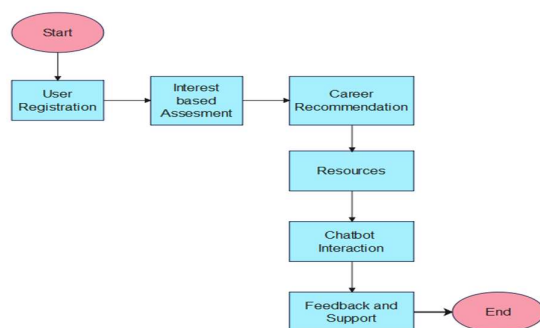 Start
User
Registration
Interest
based
Assesment
Career
Recommendation
Resources
Chatbot
Interaction
Feedback and
Support
End